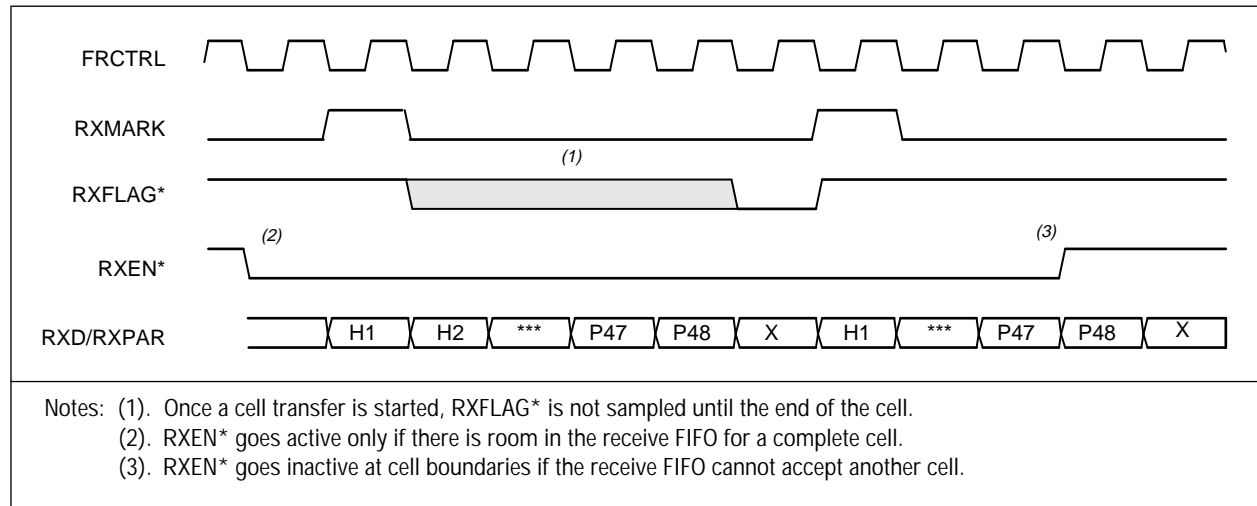 FRCTRL
RXMARK
(1)
RXFLAG*
(2)
(3)
RXEN*
RXD/RXPAR H1 H2 *** P47 P48 X H1 *** P47 P48 X
Notes: (1). Once a cell transfer is started, RXFLAG* is not sampled until the end of the cell.
(2). RXEN* goes active only if there is room in the receive FIFO for a complete cell.
(3). RXEN* goes inactive at cell boundaries if the receive FIFO cannot accept another cell.